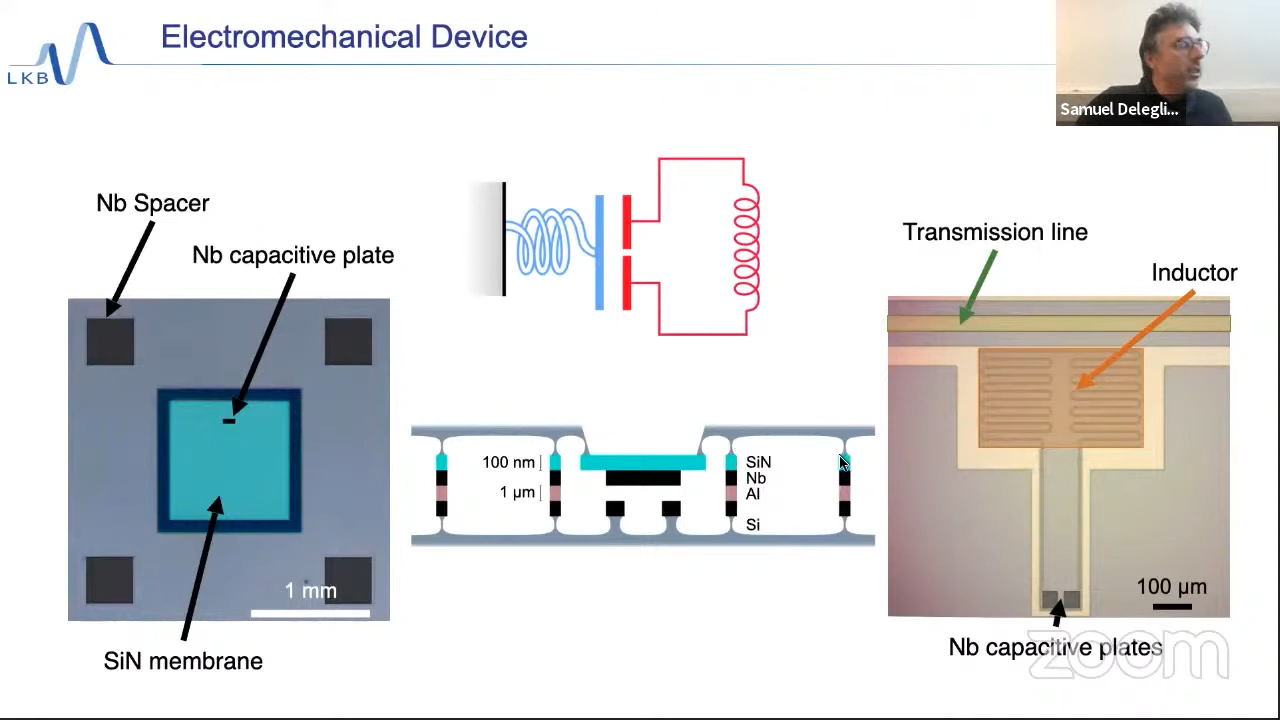 Electromechanical Device
LKB
Samuel Delegli...
Nb Spacer
Nb capacitive plate
1 mm
SiN membrane
100 nm
1 µm
SiN
Nb
Al
Si
Transmission line
Inductor
100 µm
Nb capacitive plates
zoom